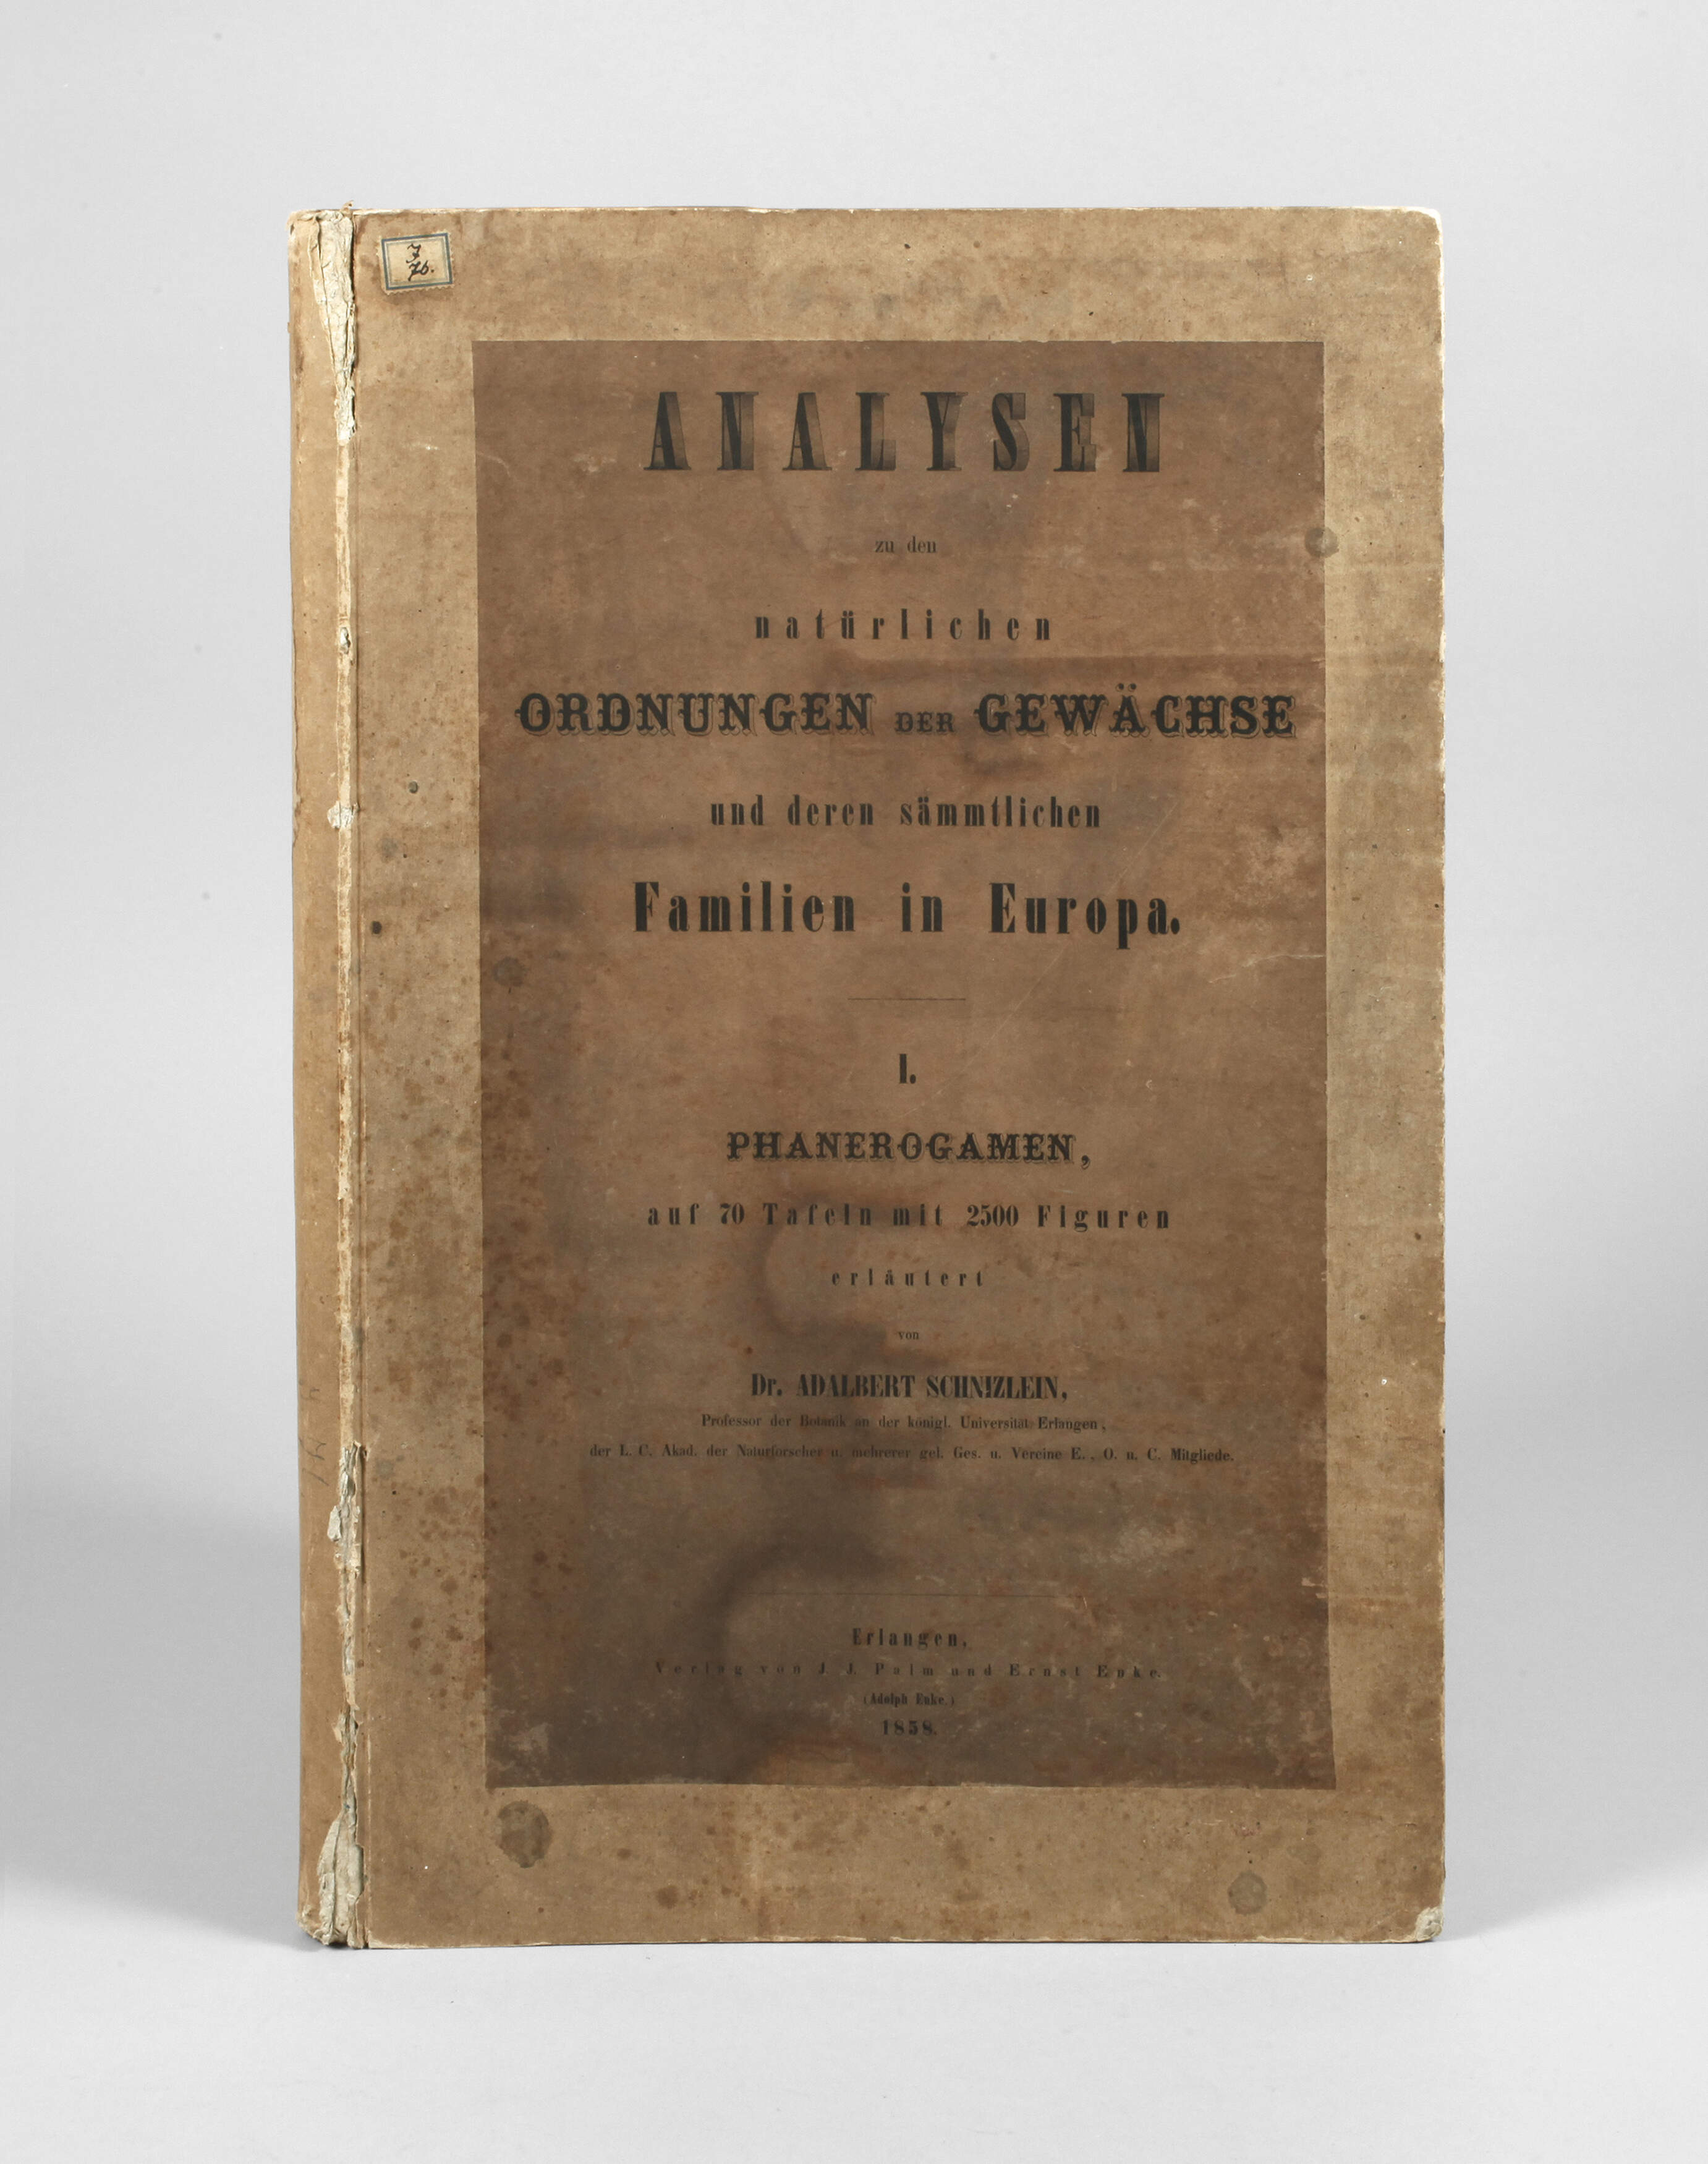 ANALYSEN
zu den
natürlichen
ORDNUNGEN DER GEWÄCHSE
und deren sämmtlichen
Familien in Europa.
I.
PHANEROGAMEN,
auf 70 Tafeln mit 2500 Figuren
erläutert
von
Dr. ADALBERT SCHNIZLEIN,
Professor der Botanik an der königl. Universität Erlangen,
der L. C. Akad. der Naturforscher u. mehrerer gel. Ges. u. Vereine E., O. u. C. Mitgliede.
Erlangen,
Verlag von J. J. Palm und Ernst Enke.
(Adolph Enke.)
1858.